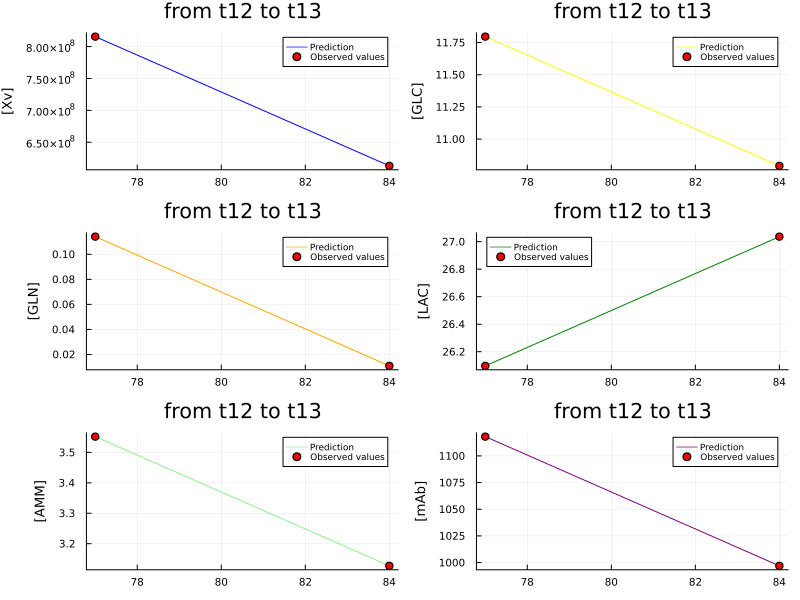 from t12 to t13
[Xv]
8.00×10⁸
7.50×10⁸
7.00×10⁸
6.50×10⁸
Prediction
Observed values
78 80 82 84
from t12 to t13
[GLC]
11.75
11.50
11.25
11.00
Prediction
Observed values
78 80 82 84
from t12 to t13
[GLN]
0.10
0.08
0.06
0.04
0.02
Prediction
Observed values
78 80 82 84
from t12 to t13
[LAC]
27.0
26.8
26.6
26.4
26.2
Prediction
Observed values
78 80 82 84
from t12 to t13
[AMM]
3.5
3.4
3.3
3.2
Prediction
Observed values
78 80 82 84
from t12 to t13
[mAb]
1100
1075
1050
1025
1000
Prediction
Observed values
78 80 82 84